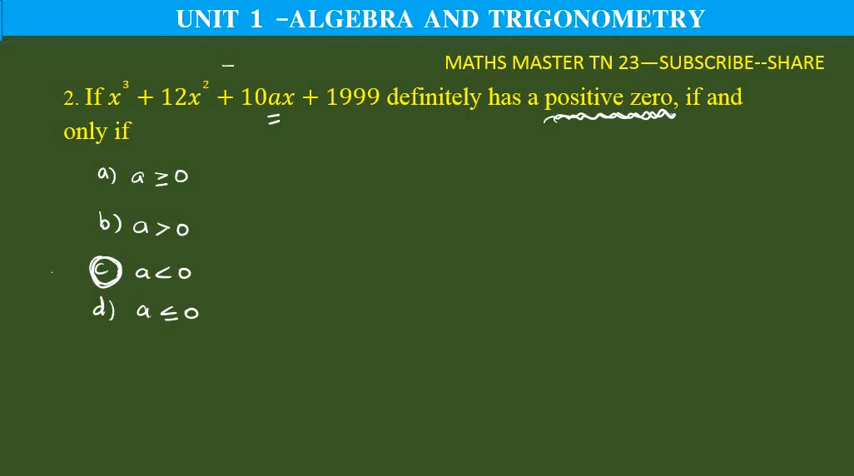 UNIT 1 –ALGEBRA AND TRIGONOMETRY
MATHS MASTER TN 23—SUBSCRIBE--SHARE
2. If x³ + 12x² + 10ax + 1999 definitely has a positive zero, if and
only if
a) a ≥ 0
b) a > 0
c a < 0
d) a ≤ 0